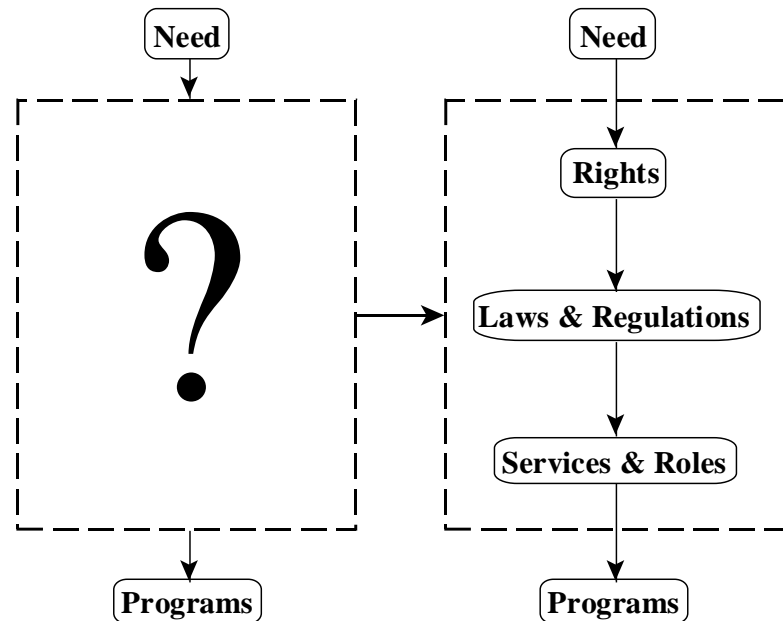 Need
?
Programs
Need
Rights
Laws & Regulations
Services & Roles
Programs